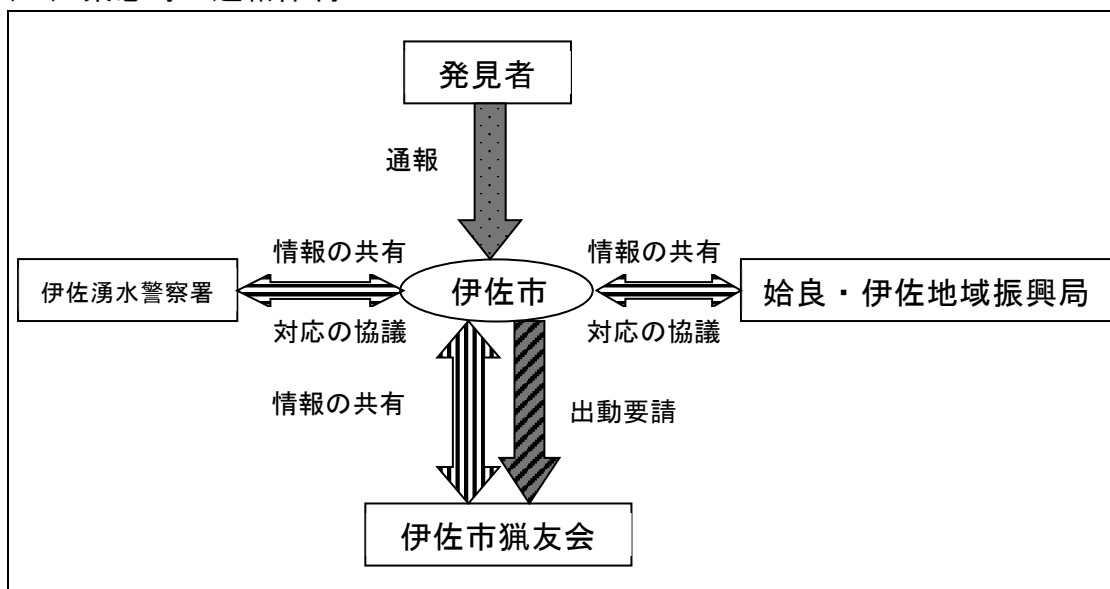 発見者
通報
情報の共有
情報の共有
伊佐湧水警察署
伊佐市
姶良・伊佐地域振興局
対応の協議
対応の協議
情報の共有
出動要請
伊佐市猟友会